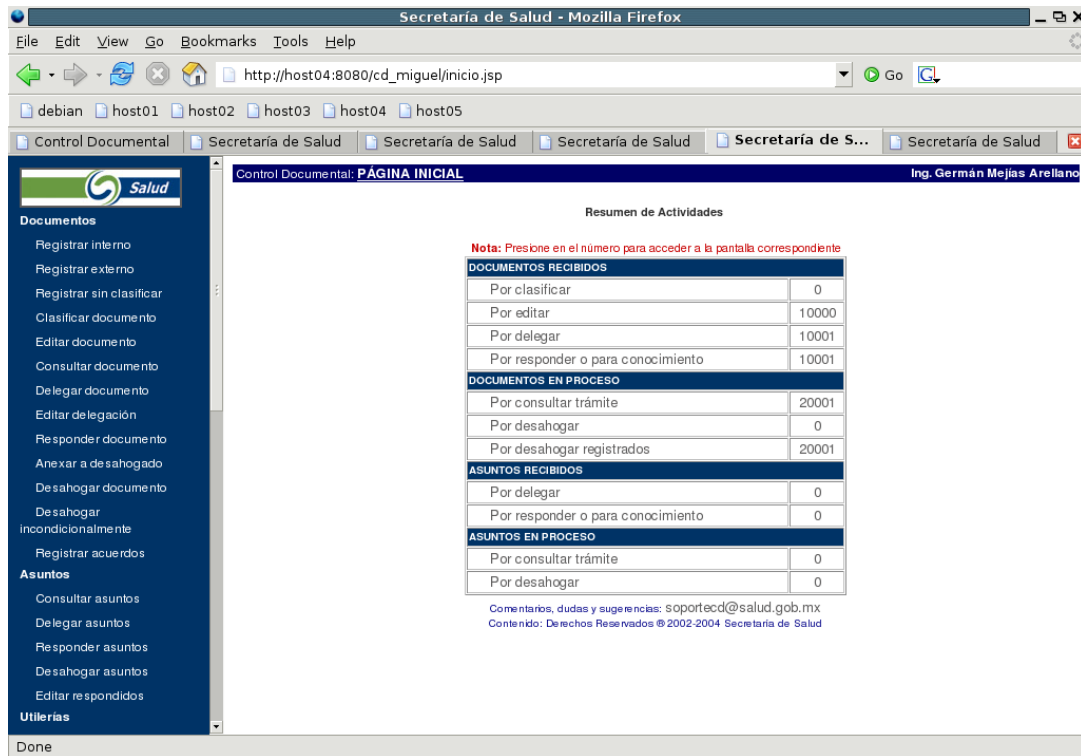 Secretaría de Salud - Mozilla Firefox
File Edit View Go Bookmarks Tools Help
http://host04:8080/cd_miguel/inicio.jsp Go G
debian host01 host02 host03 host04 host05
Control Documental Secretaría de Salud Secretaría de Salud Secretaría de Salud Secretaría de S... Secretaría de Salud
Salud
Documentos
Registrar interno
Registrar externo
Registrar sin clasificar
Clasificar documento
Editar documento
Consultar documento
Delegar documento
Editar delegación
Responder documento
Anexar a desahogado
Desahogar documento
Desahogar
incondicionalmente
Registrar acuerdos
Asuntos
Consultar asuntos
Delegar asuntos
Responder asuntos
Desahogar asuntos
Editar respondidos
Utilerías
Control Documental: PÁGINA INICIAL Ing. Germán Mejías Arellano
Resumen de Actividades
Nota: Presione en el número para acceder a la pantalla correspondiente
DOCUMENTOS RECIBIDOS
Por clasificar 0
Por editar 10000
Por delegar 10001
Por responder o para conocimiento 10001
DOCUMENTOS EN PROCESO
Por consultar trámite 20001
Por desahogar 0
Por desahogar registrados 20001
ASUNTOS RECIBIDOS
Por delegar 0
Por responder o para conocimiento 0
ASUNTOS EN PROCESO
Por consultar trámite 0
Por desahogar 0
Comentarios, dudas y sugerencias: soportecd@salud.gob.mx
Contenido: Derechos Reservados ® 2002-2004 Secretaría de Salud
Done